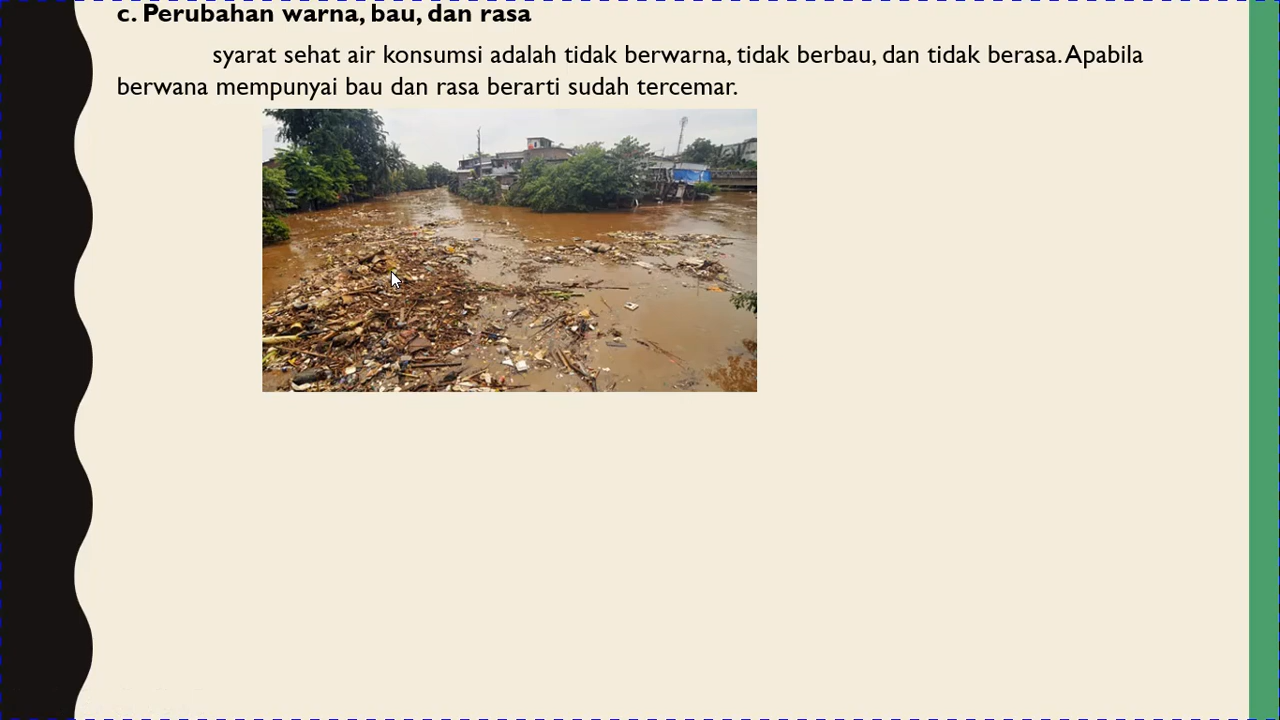 c. Perubahan warna, bau, dan rasa
syarat sehat air konsumsi adalah tidak berwarna, tidak berbau, dan tidak berasa. Apabila
berwana mempunyai bau dan rasa berarti sudah tercemar.